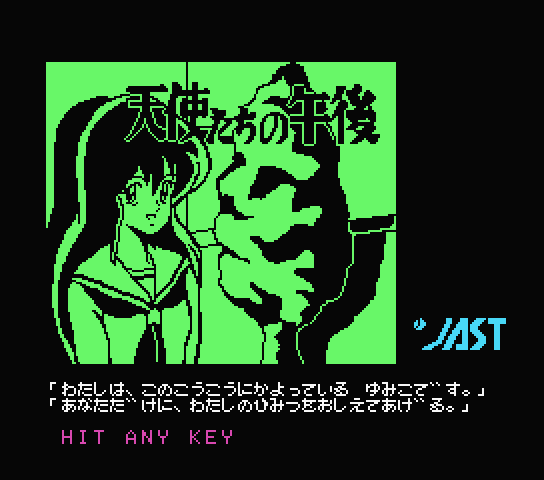 天使たちの午後
JAST
「わたしは、このこうこうにかよっている ゆみこで゛す。」
「あなただ゛けに、わたしのひみつをおしえてあげ゛る。」
HIT ANY KEY